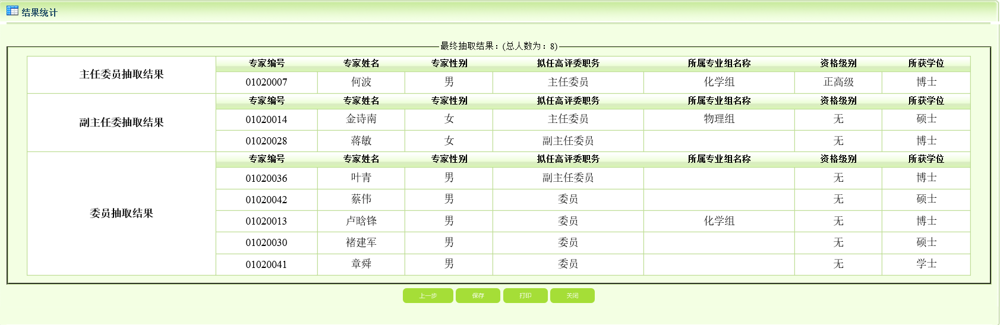 结果统计
最终抽取结果：(总人数为：8)
主任委员抽取结果
专家编号 专家姓名 专家性别 拟任高评委职务 所属专业组名称 资格级别 所获学位
01020007 何波 男 主任委员 化学组 正高级 博士
副主任委抽取结果
专家编号 专家姓名 专家性别 拟任高评委职务 所属专业组名称 资格级别 所获学位
01020014 金诗南 女 主任委员 物理组 无 硕士
01020028 蒋敏 女 副主任委员 无 博士
委员抽取结果
专家编号 专家姓名 专家性别 拟任高评委职务 所属专业组名称 资格级别 所获学位
01020036 叶青 男 副主任委员 无 博士
01020042 蔡伟 男 委员 无 硕士
01020013 卢晗锋 男 委员 化学组 无 博士
01020030 褚建军 男 委员 无 硕士
01020041 章舜 男 委员 无 学士
上一步 保存 打印 关闭